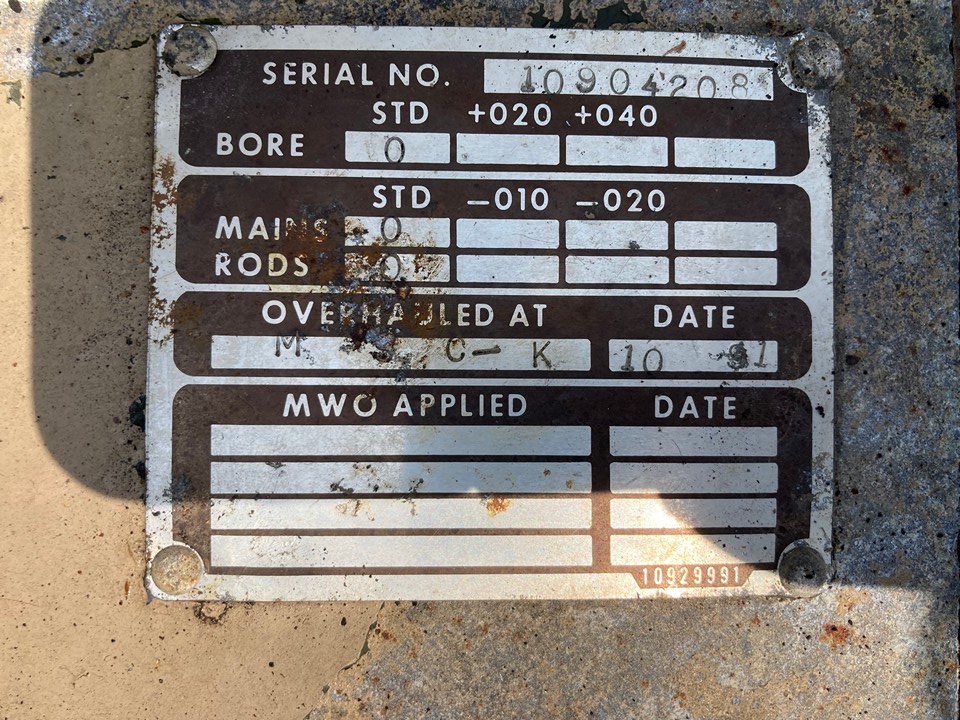 SERIAL NO. 10904208
STD +020 +040
BORE 0
STD -010 -020
MAINS 0
RODS 0
OVERHAULED AT DATE
M C- K 10 81
MWO APPLIED DATE
10929991